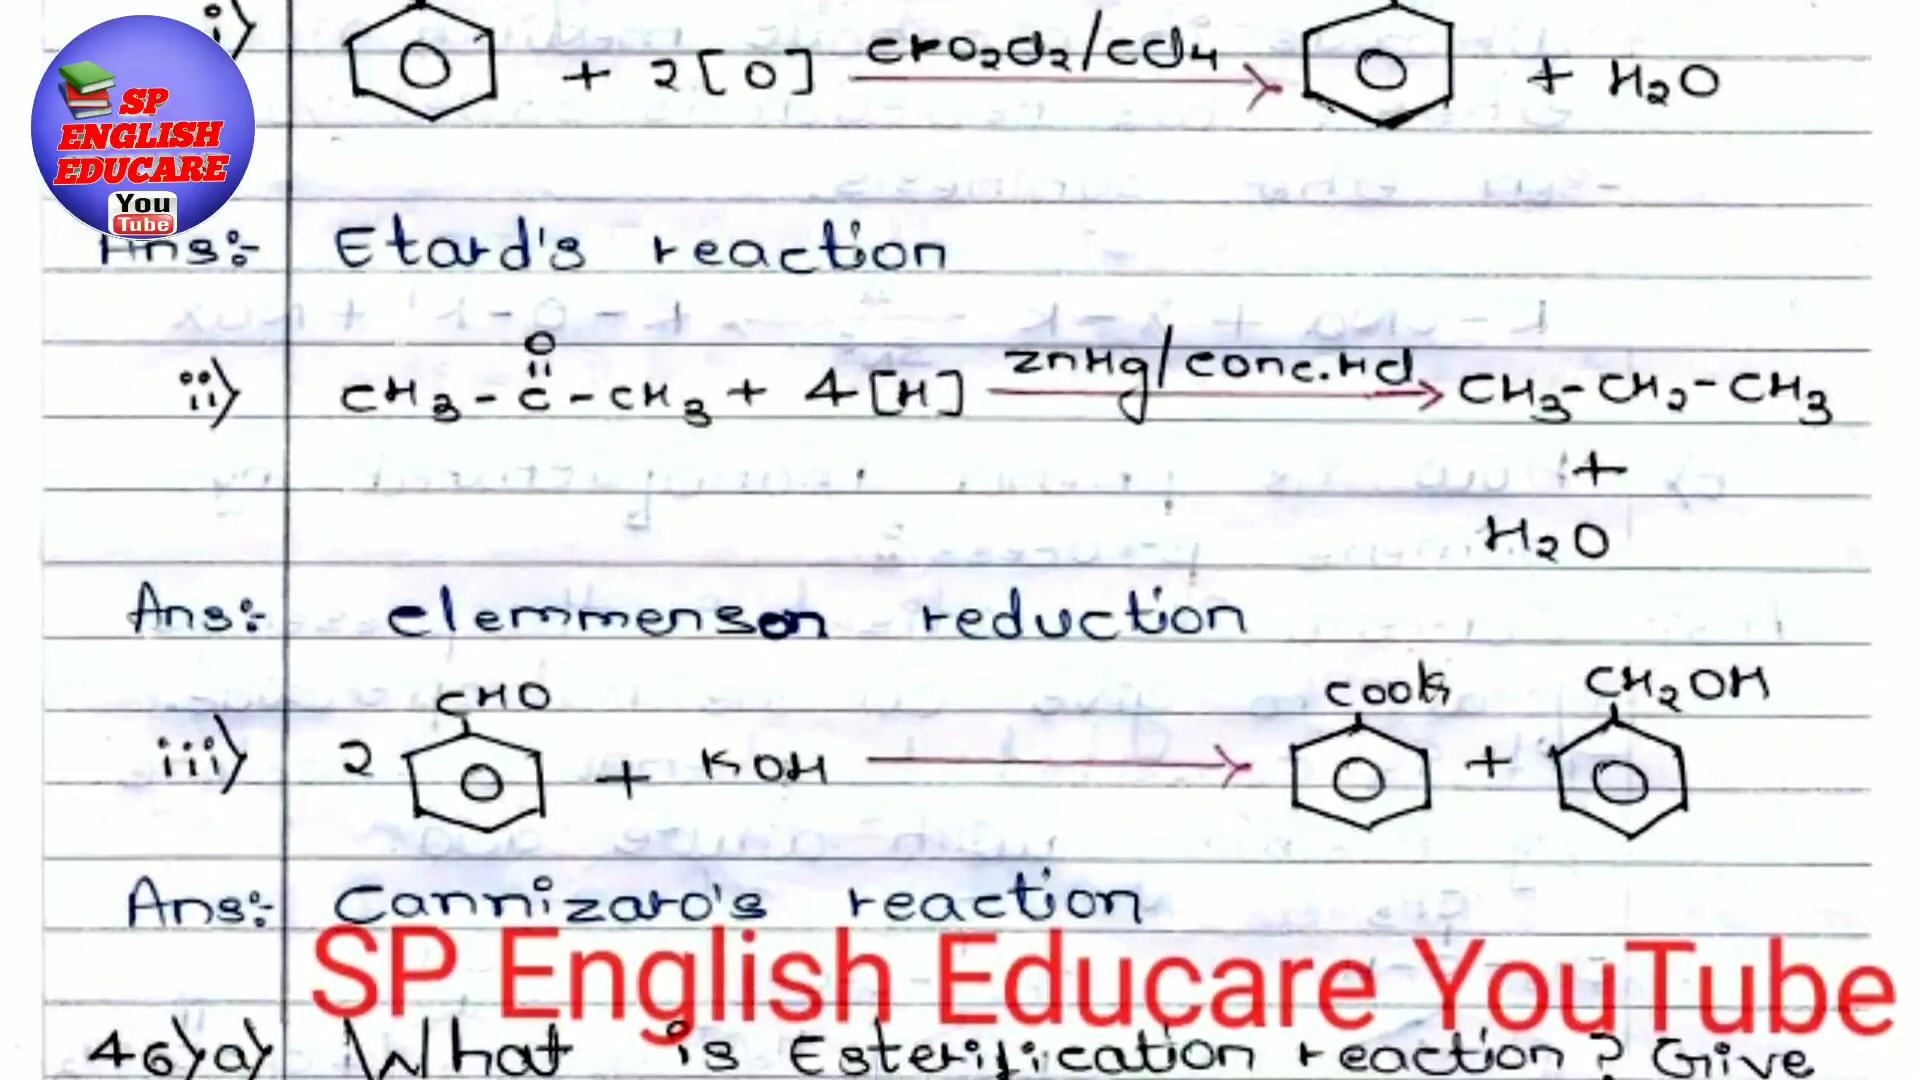 i)
+ 2[O] CrO2Cl2/CCl4 + H2O
SP
ENGLISH
EDUCARE
You
Tube
Ans:- Etard's reaction
O
ii) CH3-C-CH3 + 4[H] ZnHg/conc.HCl CH3-CH2-CH3
+
H2O
Ans:- Clemmenson reduction
CHO COOK CH2OH
iii) 2 + KOH +
Ans:- Cannizaro's reaction
SP English Educare YouTube
46)a) What is Esterification reaction? Give